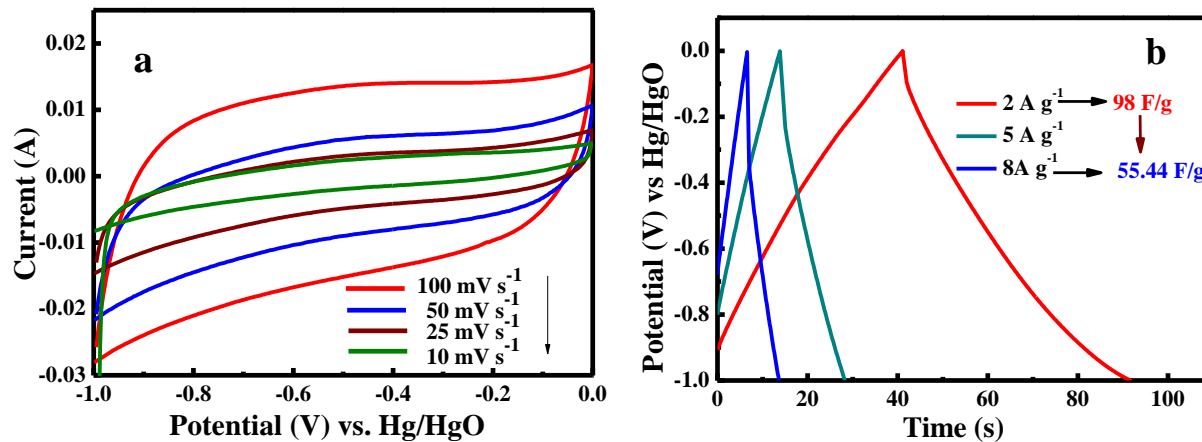 a
0.02
0.01
0.00
-0.01
-0.02
-0.03
Current (A)
-1.0 -0.8 -0.6 -0.4 -0.2 0.0
Potential (V) vs. Hg/HgO
100 mV s⁻¹
50 mV s⁻¹
25 mV s⁻¹
10 mV s⁻¹
b
0.0
-0.2
-0.4
-0.6
-0.8
-1.0
Potential (V) vs Hg/HgO
0 20 40 60 80 100
Time (s)
2 A g⁻¹ 98 F/g
5 A g⁻¹
8A g⁻¹ 55.44 F/g